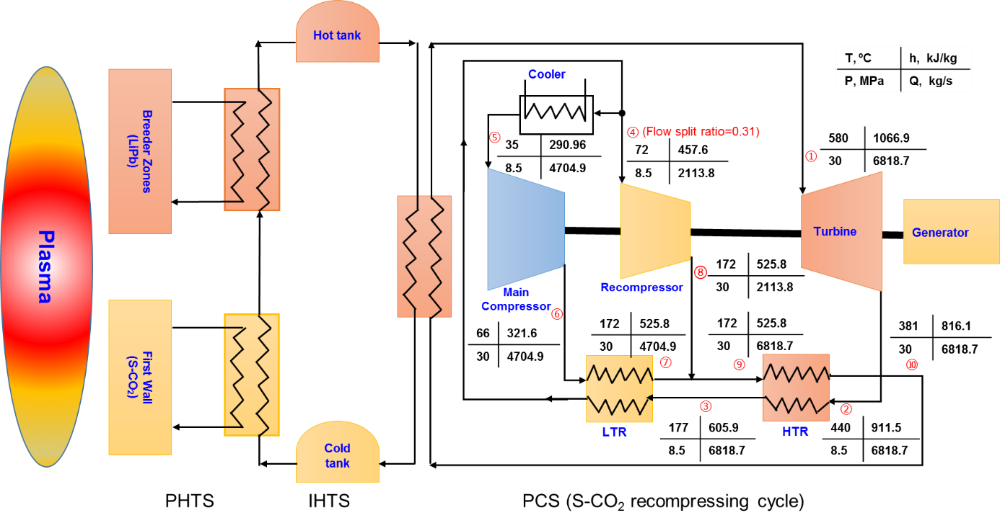 Hot tank
Cooler
T, ºC h, kJ/kg
P, MPa Q, kg/s
Breeder Zones
(LiPb)
⑤
35 290.96
8.5 4704.9
④ (Flow split ratio=0.31)
72 457.6
8.5 2113.8
①
580 1066.9
30 6818.7
Plasma
Turbine
Generator
Main
Compressor
Recompressor
⑧
172 525.8
30 2113.8
⑥
66 321.6
30 4704.9
172 525.8
30 4704.9
⑦
172 525.8
30 6818.7
⑨
381 816.1
30 6818.7
⑩
First Wall
(S-CO₂)
③
②
LTR
HTR
177 605.9
8.5 6818.7
440 911.5
8.5 6818.7
Cold
tank
PHTS
IHTS
PCS (S-CO₂ recompressing cycle)